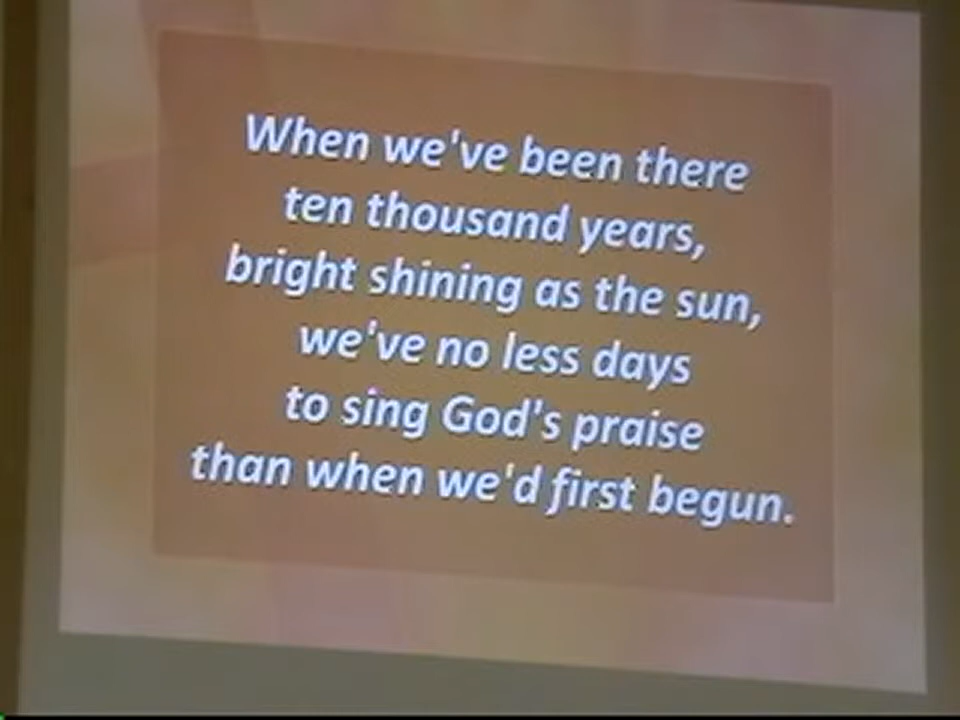 When we've been there
ten thousand years,
bright shining as the sun,
we've no less days
to sing God's praise
than when we'd first begun.